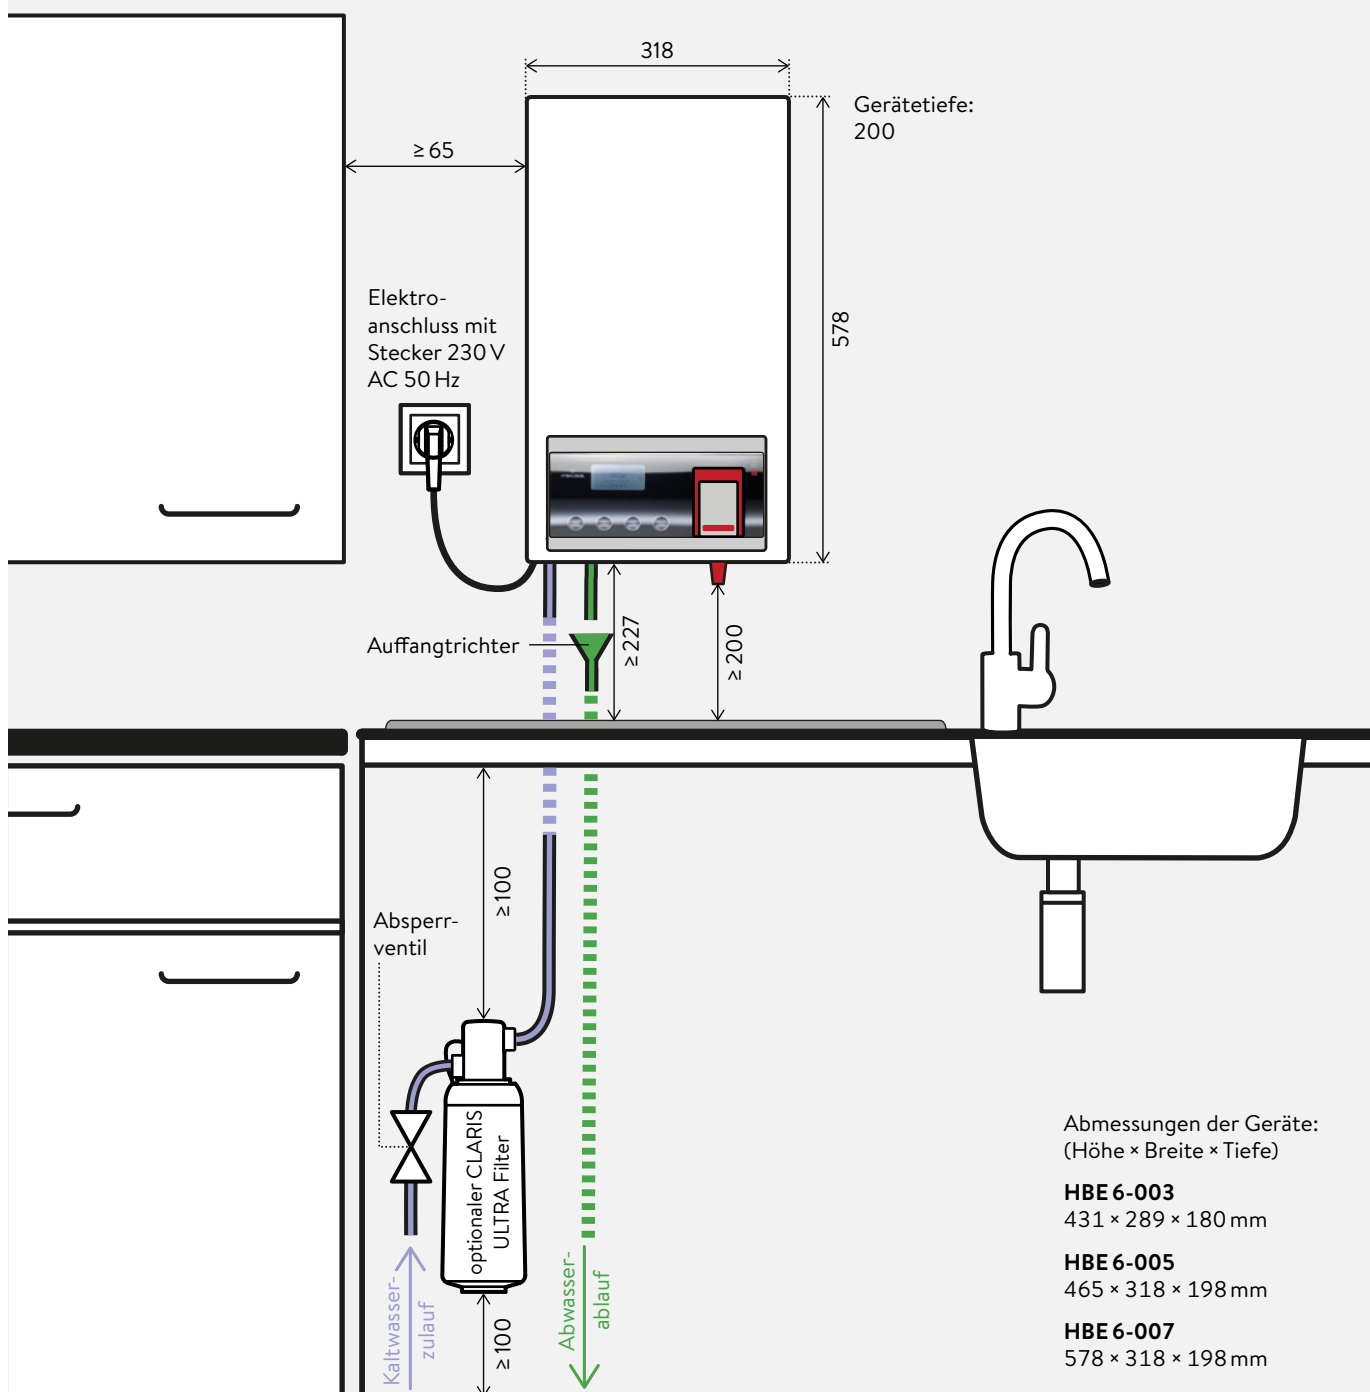 318
Gerätetiefe:
200
≥ 65
578
Elektro-
anschluss mit
Stecker 230 V
AC 50 Hz
Auffangtrichter
≥ 227
≥ 200
≥ 100
Absperr-
ventil
optionaler CLARIS
ULTRA Filter
Kaltwasser-
zulauf
≥ 100
Abwasser-
ablauf
Abmessungen der Geräte:
(Höhe × Breite × Tiefe)
HBE 6-003
431 × 289 × 180 mm
HBE 6-005
465 × 318 × 198 mm
HBE 6-007
578 × 318 × 198 mm